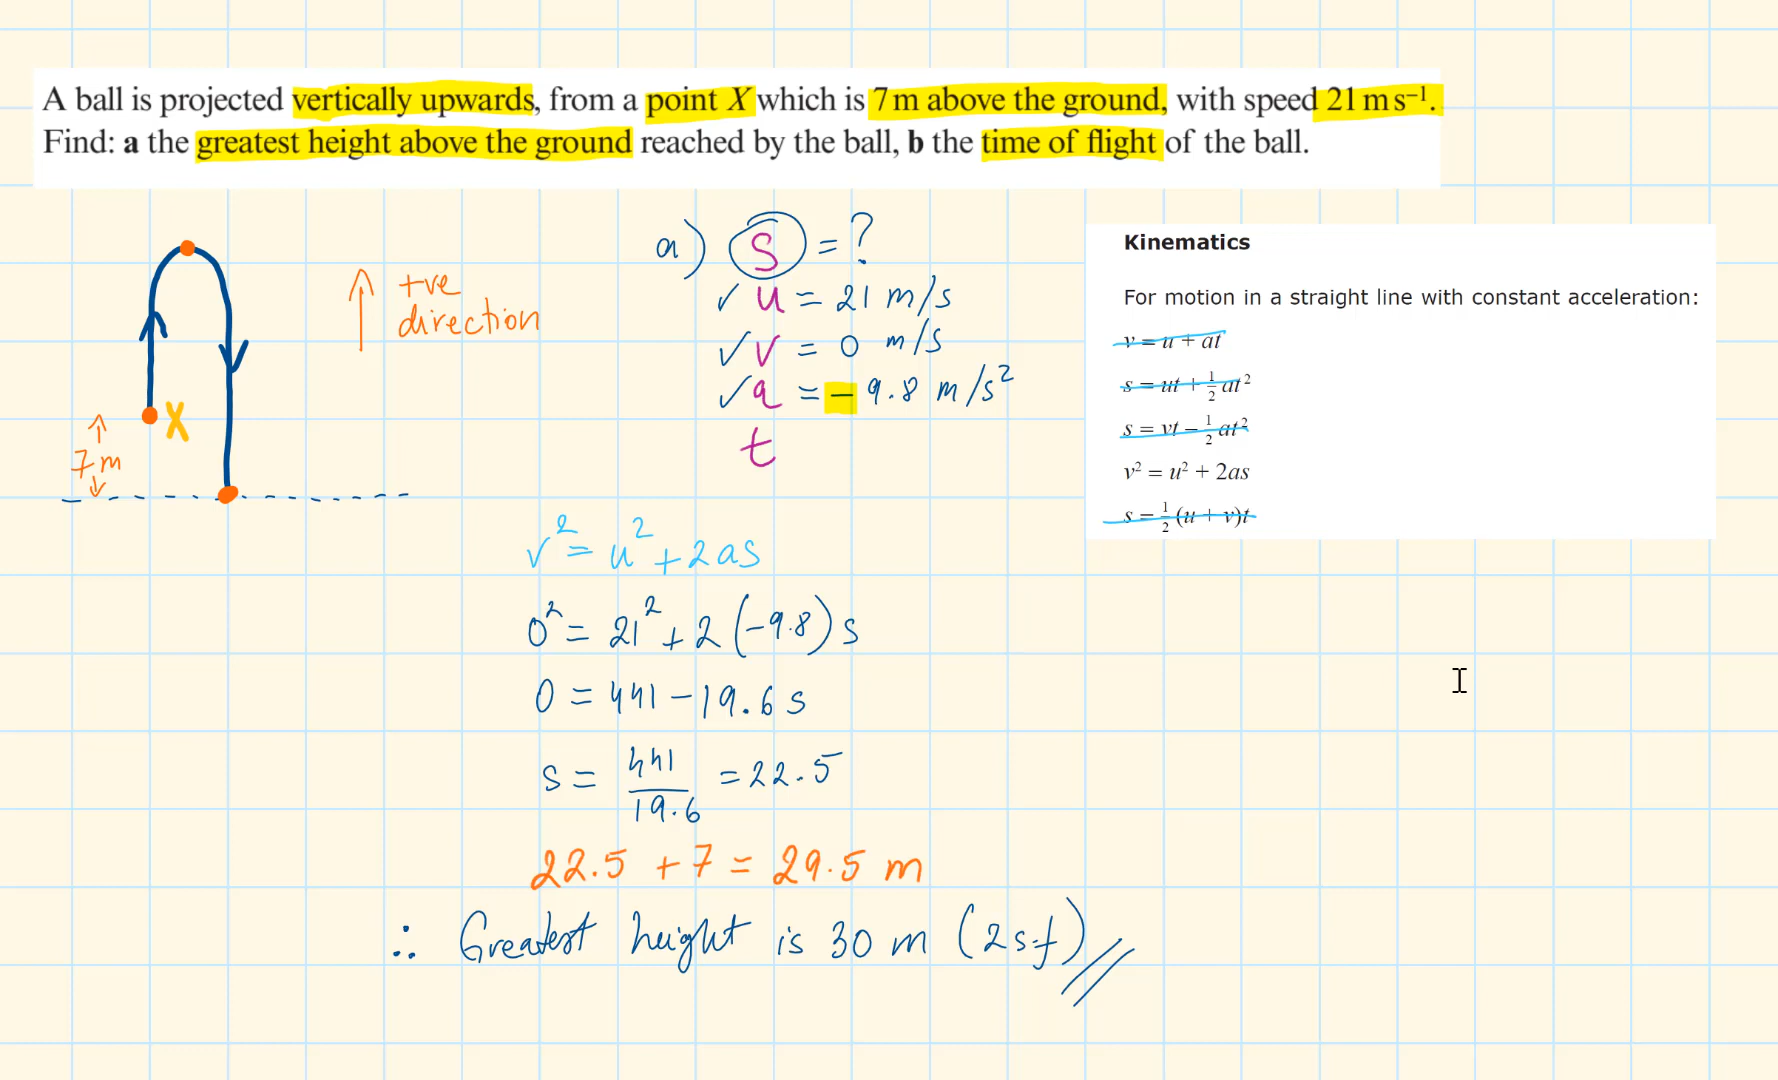 A ball is projected vertically upwards, from a point X which is 7 m above the ground, with speed 21 m s⁻¹.
Find: a the greatest height above the ground reached by the ball, b the time of flight of the ball.
+ve
direction
X
7 m
a) s = ?
✓ u = 21 m/s
✓ v = 0 m/s
✓ a = - 9.8 m/s²
t
Kinematics
For motion in a straight line with constant acceleration:
v = u + at
s = ut + ½at²
s = vt − ½at²
v² = u² + 2as
s = ½(u + v)t
v² = u² + 2as
0² = 21² + 2(-9.8)s
0 = 441 - 19.6s
s = 441/19.6 = 22.5
22.5 + 7 = 29.5 m
∴ Greatest height is 30 m (2sf)